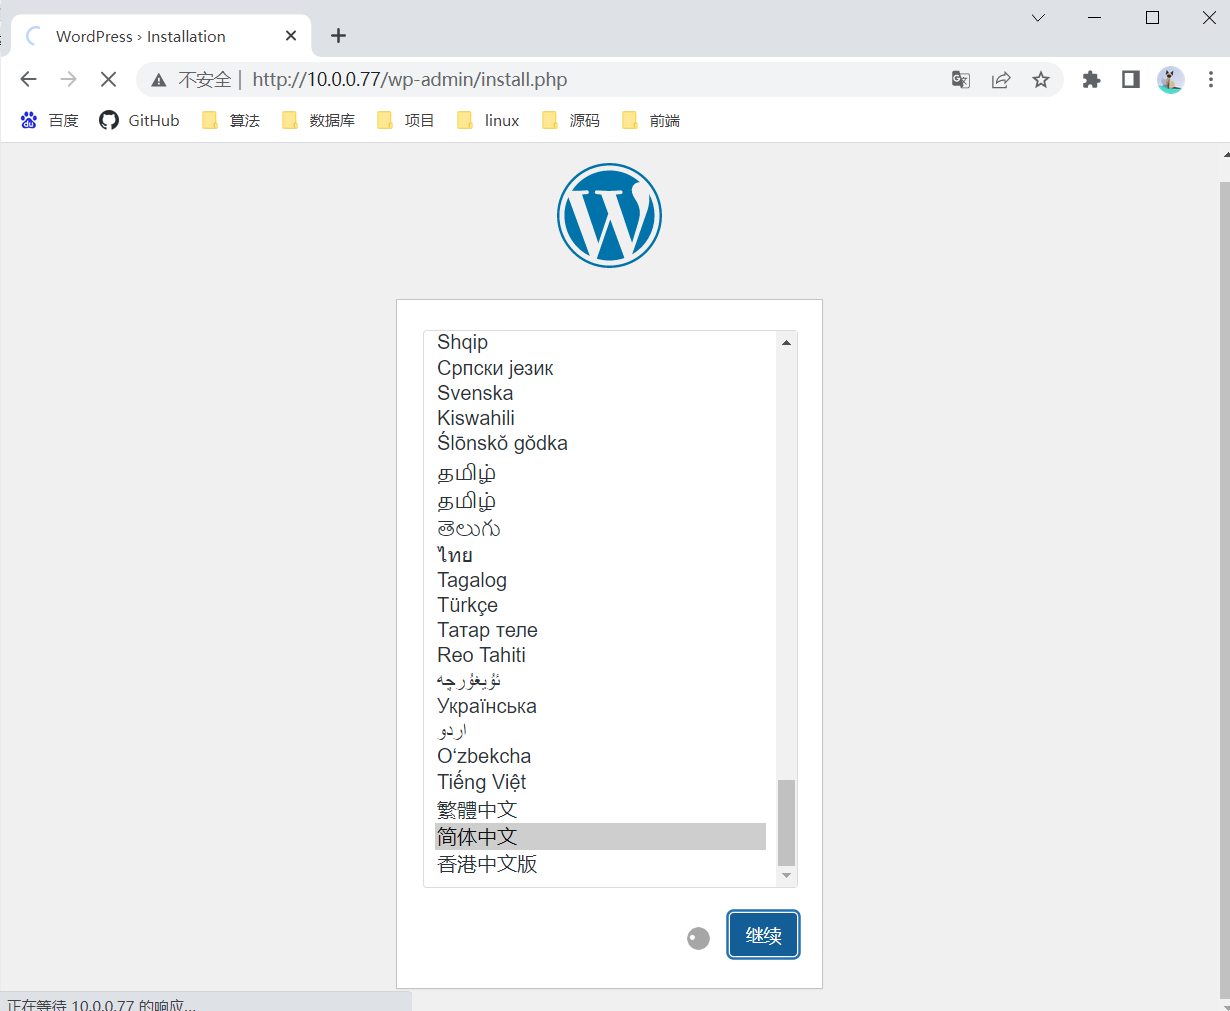 WordPress › Installation
不安全 | http://10.0.0.77/wp-admin/install.php
百度 GitHub 算法 数据库 项目 linux 源码 前端
Shqip
Српски језик
Svenska
Kiswahili
Ślōnskŏ gŏdka
தமிழ்
தமிழ்
తెలుగు
ไทย
Tagalog
Türkçe
Татар теле
Reo Tahiti
ئۇيغۇرچە
Українська
اردو
O‘zbekcha
Tiếng Việt
繁體中文
简体中文
香港中文版
继续
正在等待 10.0.0.77 的响应...